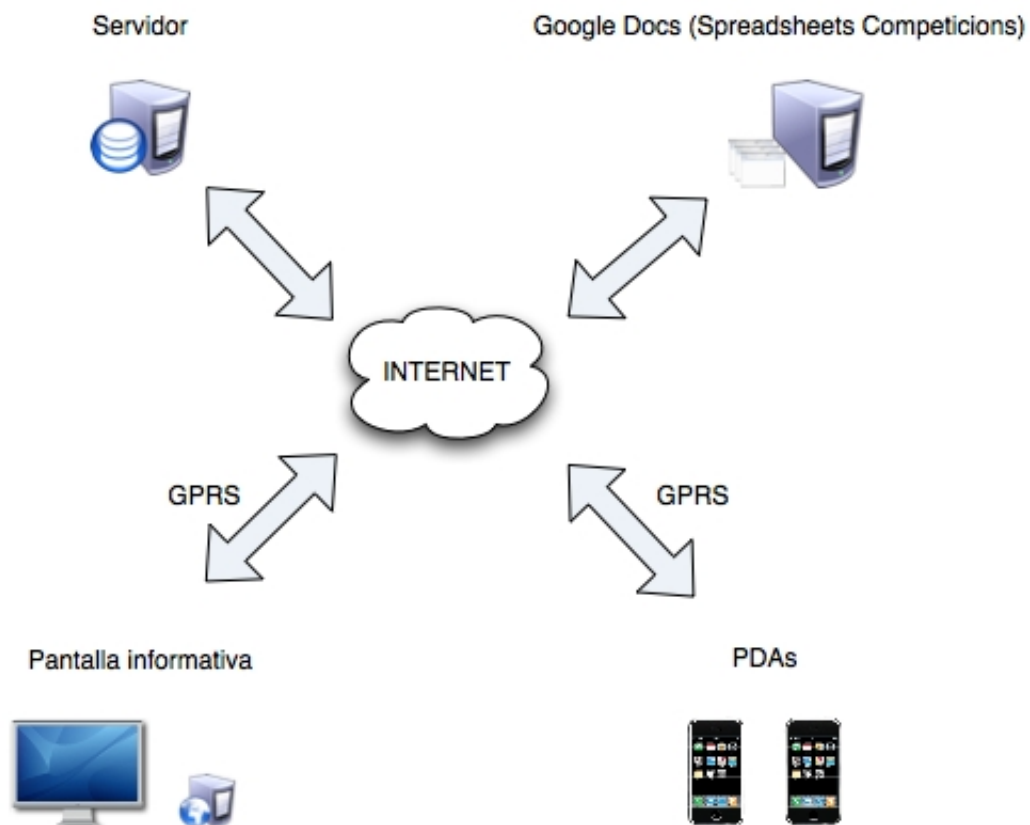 Servidor
Google Docs (Spreadsheets Competicions)
INTERNET
GPRS
GPRS
Pantalla informativa
PDAs